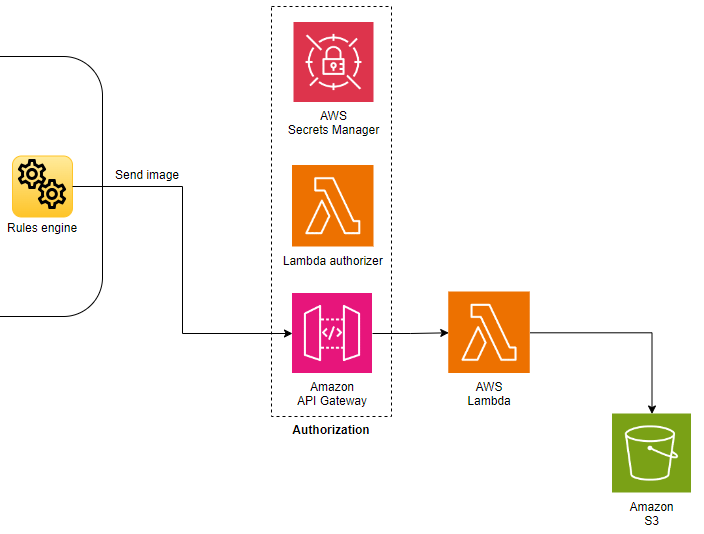 AWS
Secrets Manager
Send image
Rules engine
Lambda authorizer
</>
Amazon
API Gateway
AWS
Lambda
Authorization
Amazon
S3